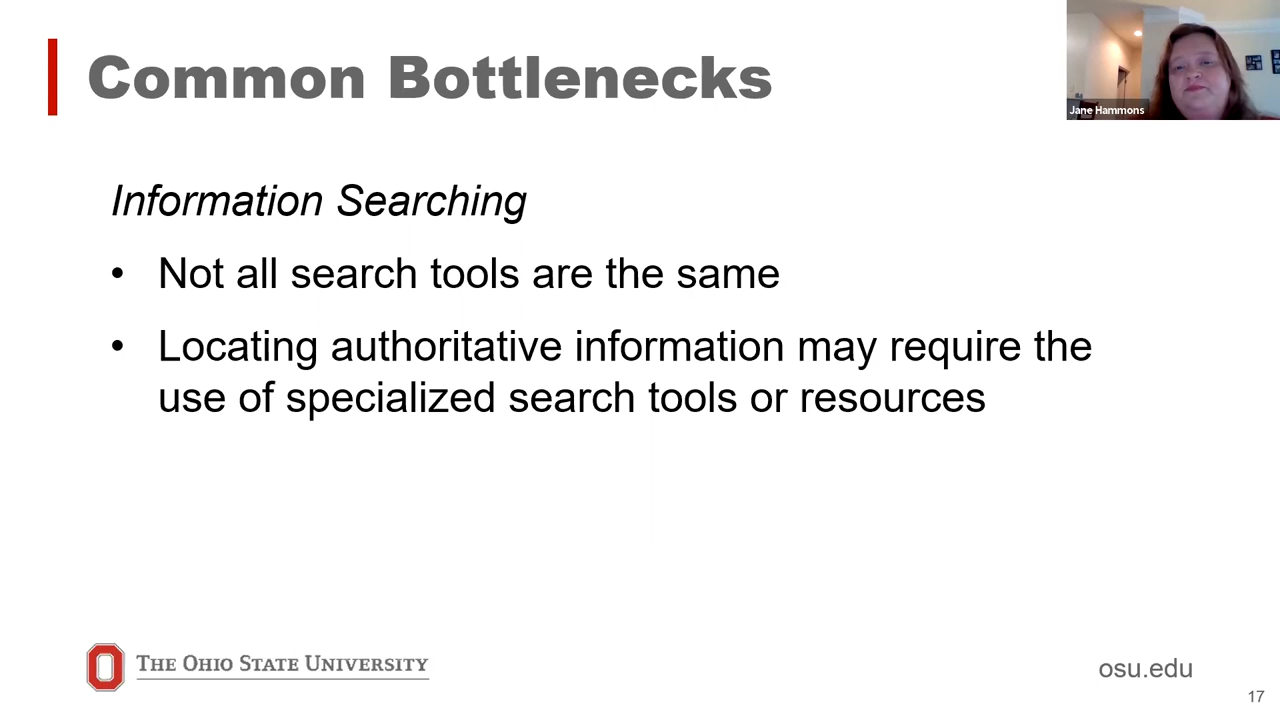 Common Bottlenecks
Jane Hammons
Information Searching
• Not all search tools are the same
• Locating authoritative information may require the
use of specialized search tools or resources
THE OHIO STATE UNIVERSITY
osu.edu
17